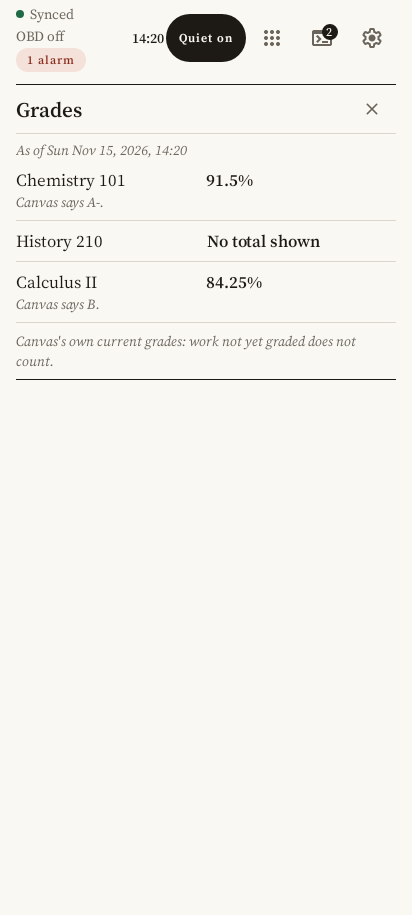 Synced
OBD off
1 alarm
14:20
Quiet on
2
Grades
As of Sun Nov 15, 2026, 14:20
Chemistry 101 91.5%
Canvas says A-.
History 210 No total shown
Calculus II 84.25%
Canvas says B.
Canvas's own current grades: work not yet graded does not
count.